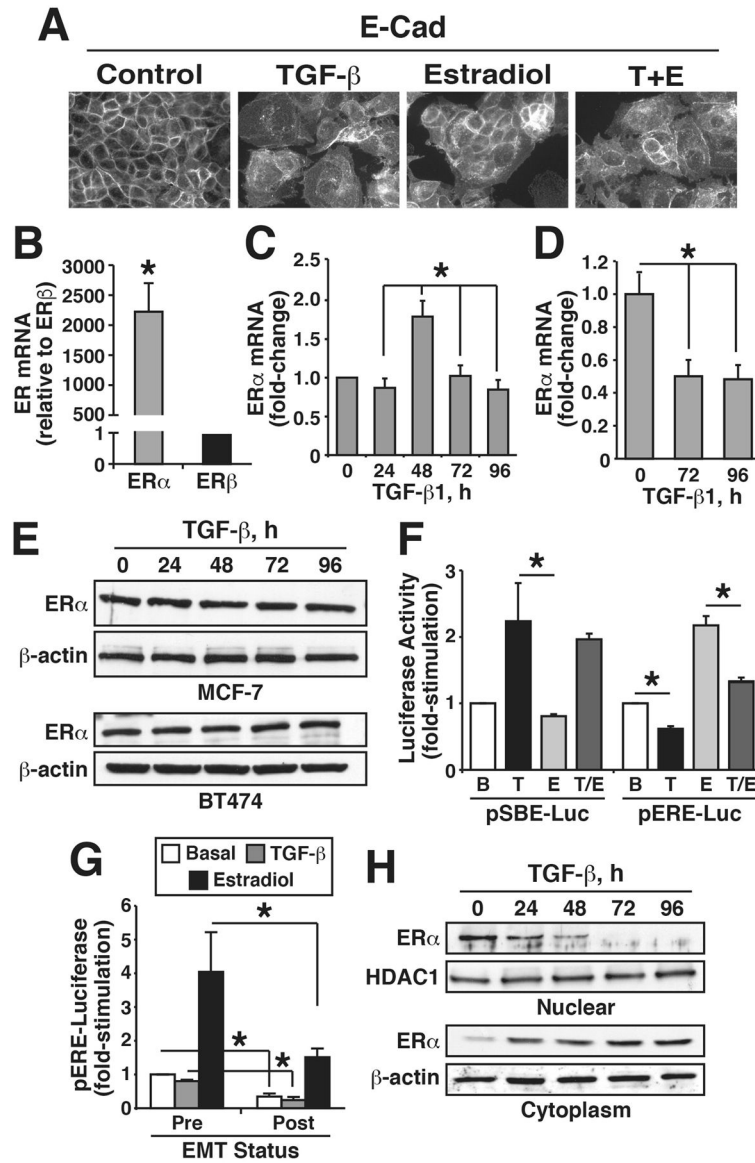 A
E-Cad
Control TGF-β Estradiol T+E
B
ER mRNA
(relative to ERβ)
3000
2500
2000
1500
1000
500
1
0
*
ERα ERβ
C
ERα mRNA
(fold-change)
2.5
2.0
1.5
1.0
0.5
0
*
0 24 48 72 96
TGF-β1, h
D
ERα mRNA
(fold-change)
1.2
1.0
0.8
0.6
0.4
0.2
0
*
0 72 96
TGF-β1, h
E
TGF-β, h
0 24 48 72 96
ERα
β-actin
MCF-7
ERα
β-actin
BT474
F
Luciferase Activity
(fold-stimulation)
3
2
1
0
*
*
*
B T E T/E B T E T/E
pSBE-Luc pERE-Luc
G
Basal TGF-β
Estradiol
pERE-Luciferase
(fold-stimulation)
6
5
4
2
1
0
*
*
*
Pre Post
EMT Status
H
TGF-β, h
0 24 48 72 96
ERα
HDAC1
Nuclear
ERα
β-actin
Cytoplasm